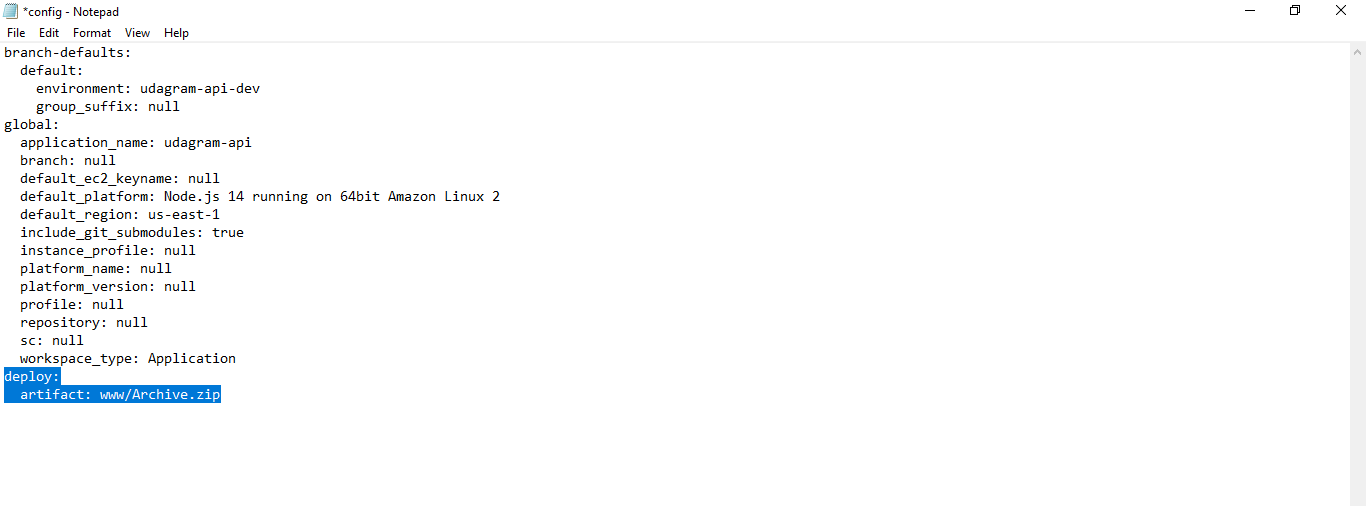 *config - Notepad
File Edit Format View Help
branch-defaults:
  default:
    environment: udagram-api-dev
    group_suffix: null
global:
  application_name: udagram-api
  branch: null
  default_ec2_keyname: null
  default_platform: Node.js 14 running on 64bit Amazon Linux 2
  default_region: us-east-1
  include_git_submodules: true
  instance_profile: null
  platform_name: null
  platform_version: null
  profile: null
  repository: null
  sc: null
  workspace_type: Application
deploy:
  artifact: www/Archive.zip